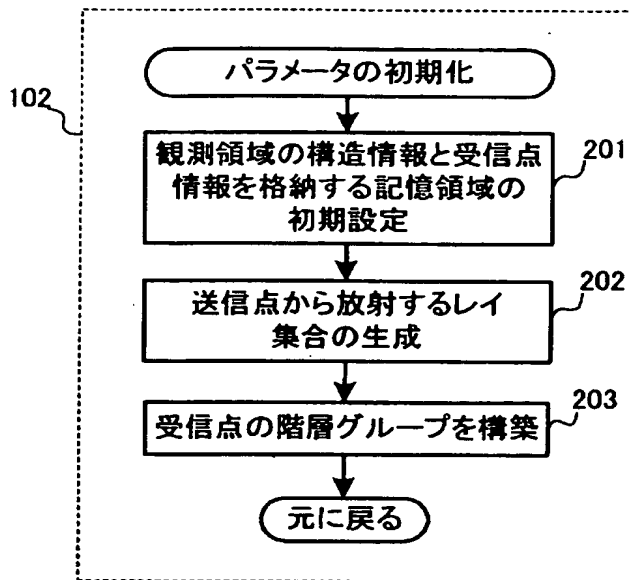 パラメータの初期化
102
観測領域の構造情報と受信点
情報を格納する記憶領域の
初期設定
201
送信点から放射するレイ
集合の生成
202
受信点の階層グループを構築
203
元に戻る